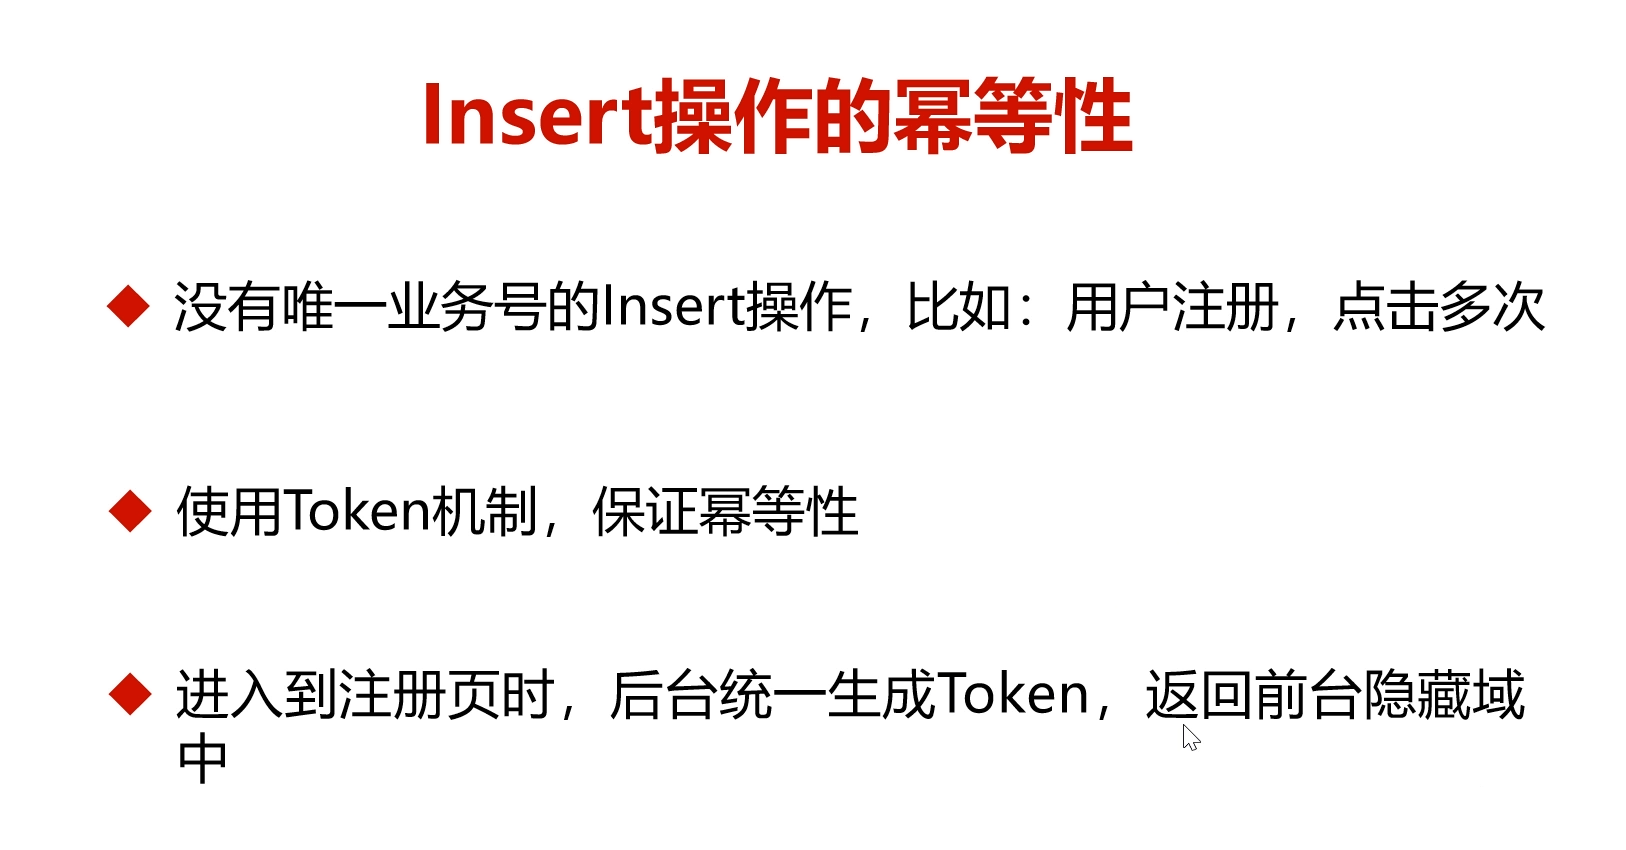 Insert操作的幂等性
没有唯一业务号的Insert操作，比如：用户注册，点击多次
使用Token机制，保证幂等性
进入到注册页时，后台统一生成Token，返回前台隐藏域
中